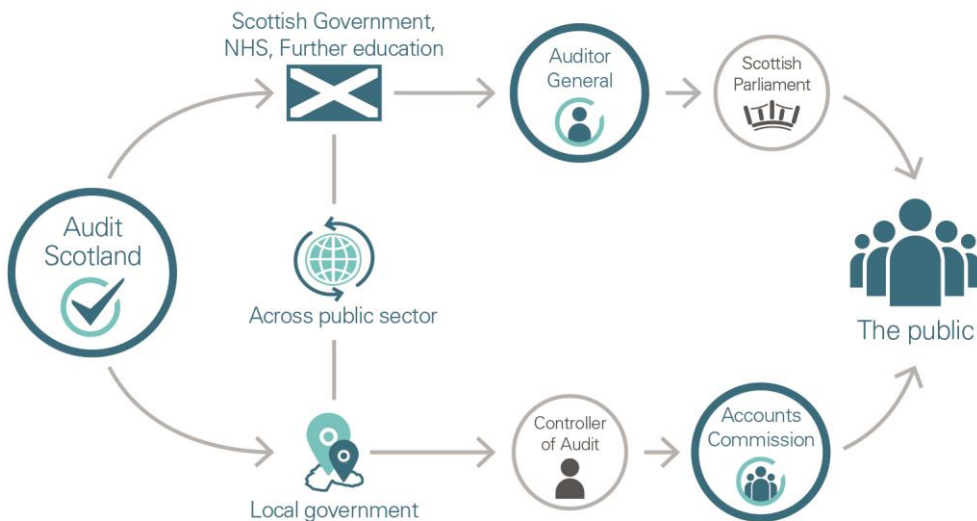 Scottish Government,
NHS, Further education
Auditor
General
Scottish
Parliament
Audit
Scotland
Across public sector
The public
Local government
Controller
of Audit
Accounts
Commission